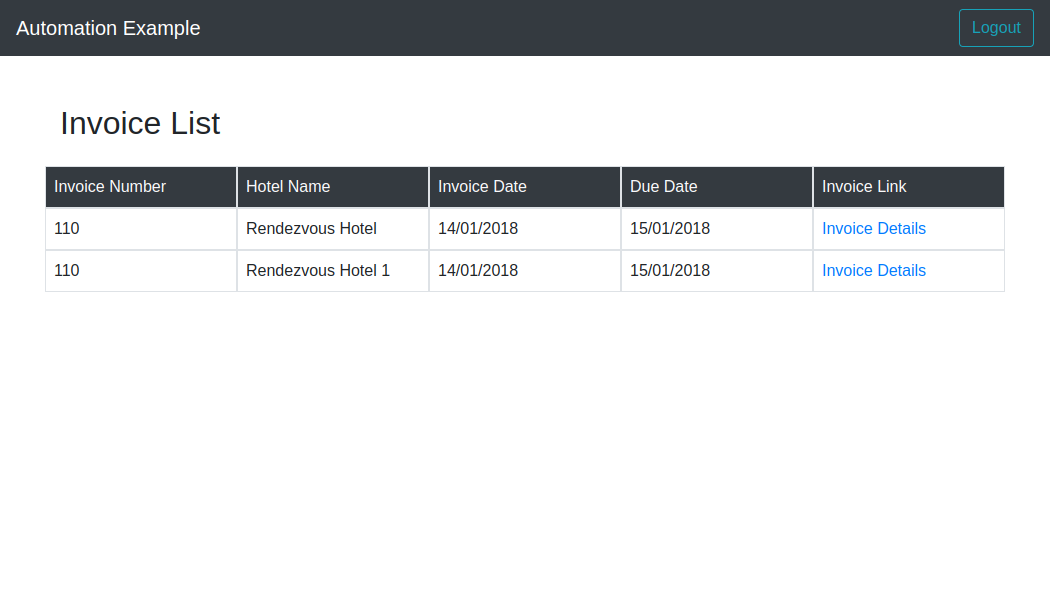 Automation Example Logout
Invoice List
Invoice Number Hotel Name Invoice Date Due Date Invoice Link
110 Rendezvous Hotel 14/01/2018 15/01/2018 Invoice Details
110 Rendezvous Hotel 1 14/01/2018 15/01/2018 Invoice Details